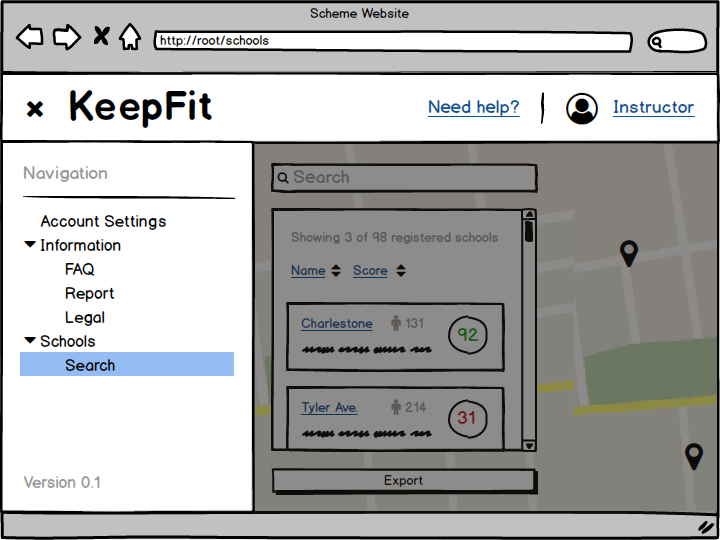 Scheme Website
http://root/schools
KeepFit
Need help?
Instructor
Navigation
Account Settings
Information
FAQ
Report
Legal
Schools
Search
Version 0.1
Search
Showing 3 of 98 registered schools
Name
Score
Charlestone
131
92
Tyler Ave.
214
31
Export